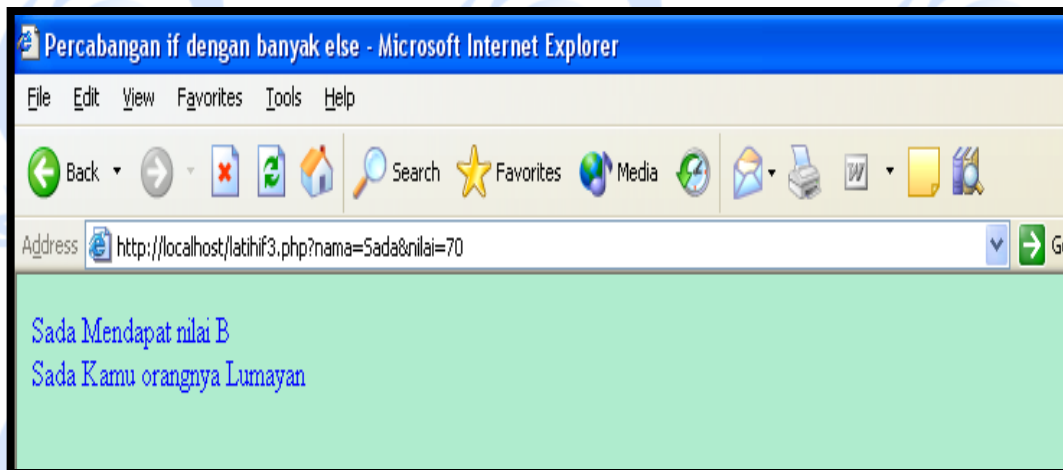 Percabangan if dengan banyak else - Microsoft Internet Explorer
File Edit View Favorites Tools Help
Back Search Favorites Media W
Address http://localhost/latihif3.php?nama=Sada&nilai=70
Sada Mendapat nilai B
Sada Kamu orangnya Lumayan